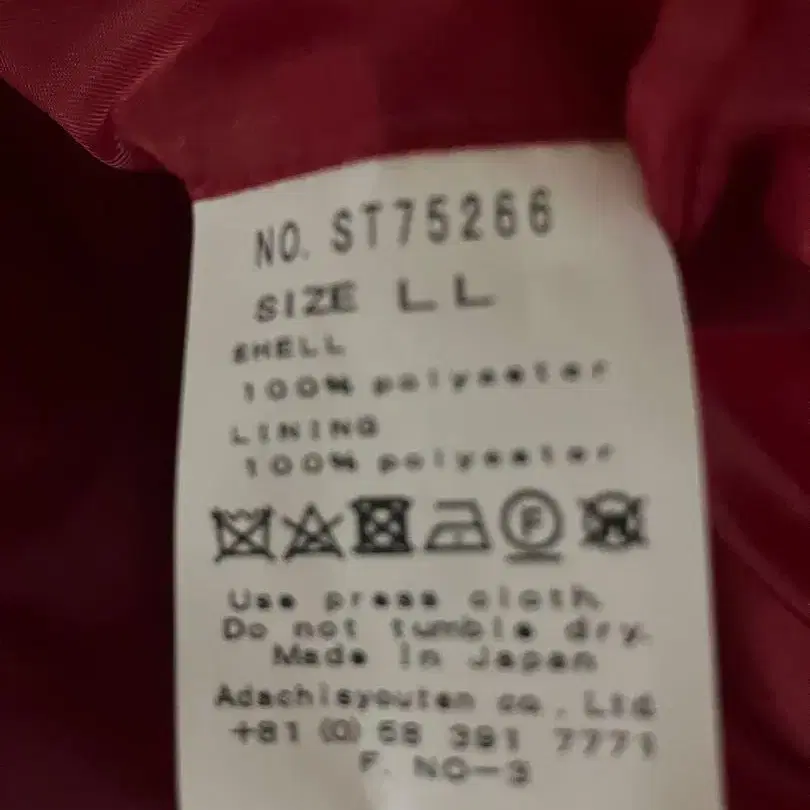 NO. ST75266
SIZE LL
SHELL
100% polyester
LINING
100% polyester
F
W
Use press cloth.
Do not tumble dry.
Made In Japan
Adachisyouten co., Ltd
+81 (0) 58 391 7771
F. NO-3